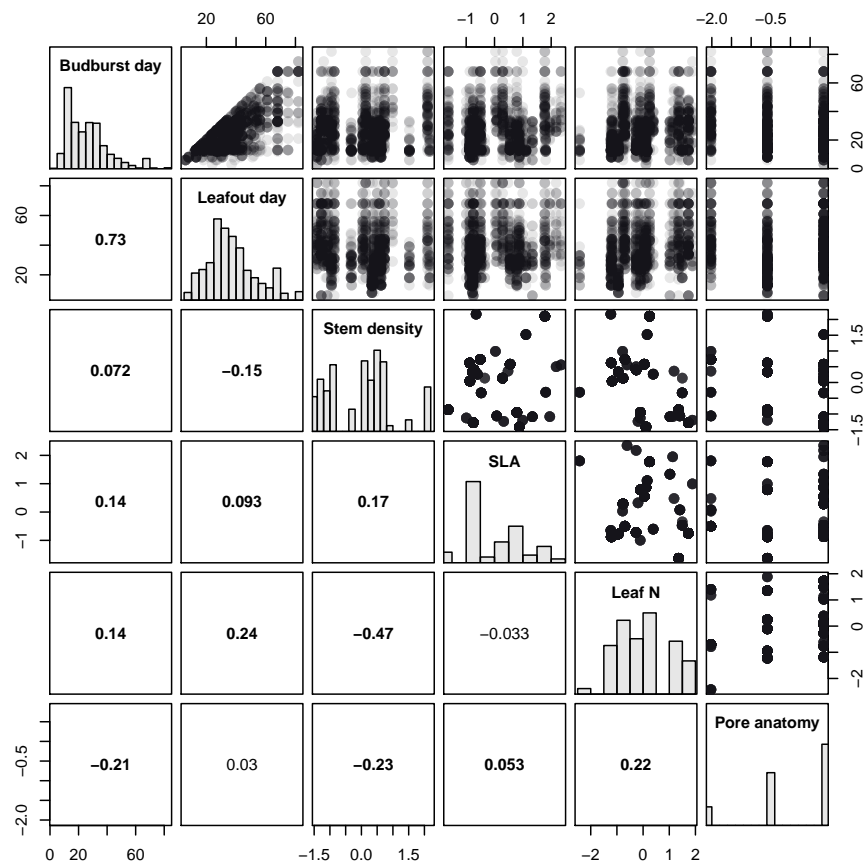 20 60 −1 0 1 2 −2.0 −0.5
Budburst day
0 20 60
20 60
0.73
Leafout day
0.072
−0.15
Stem density
−1.5 0.0 1.5
−1 0 1 2
0.14
0.093
0.17
SLA
0.14
0.24
−0.47
−0.033
Leaf N
−2 0 1 2
−2.0 −0.5
−0.21
0.03
−0.23
0.053
0.22
Pore anatomy
0 20 60 −1.5 0.0 1.5 −2 0 1 2